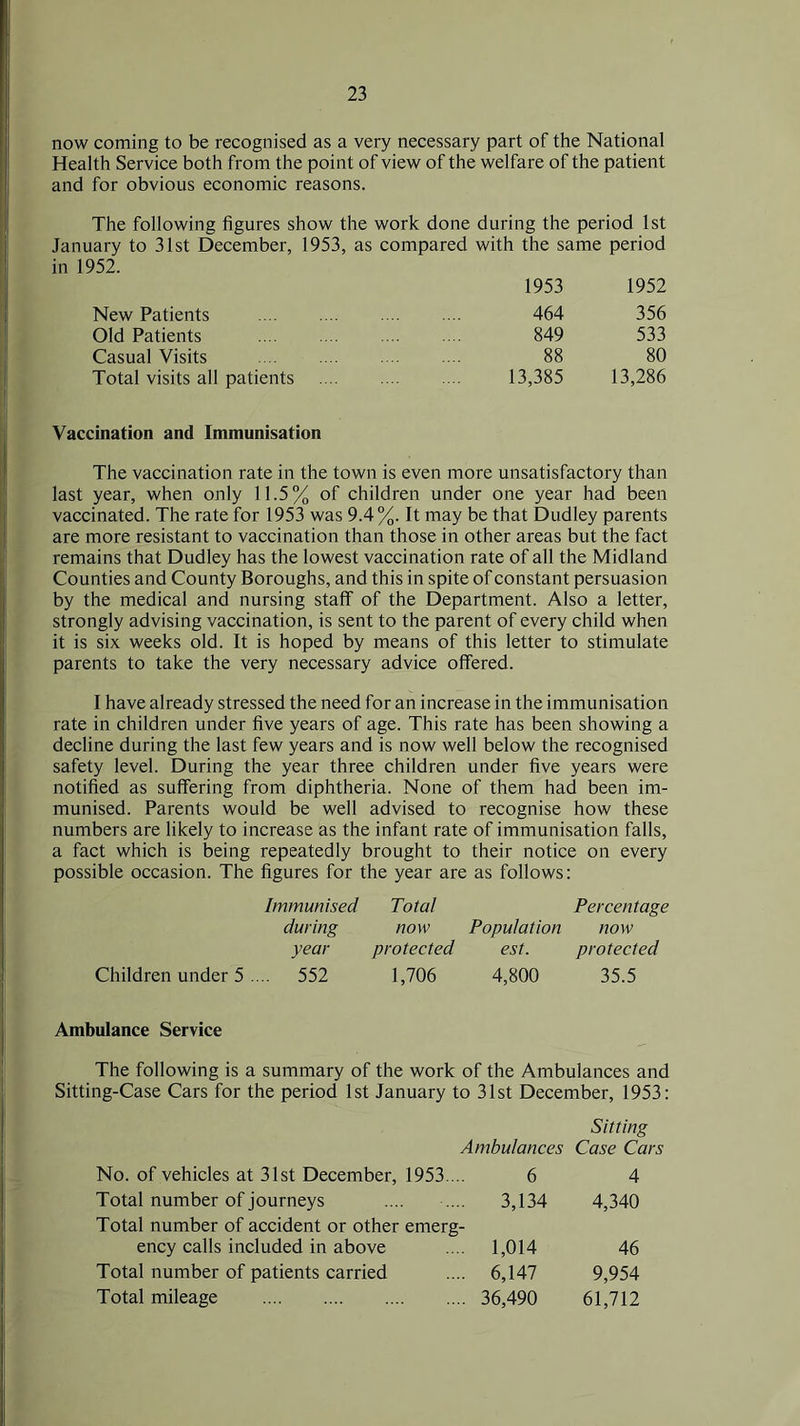 23
now coming to be recognised as a very necessary part of the National
Health Service both from the point of view of the welfare of the patient
and for obvious economic reasons.
The following figures show the work done during the period 1st
January to 31st December, 1953, as compared with the same period
in 1952.
1953 1952
New Patients .... .... .... .... 464 356
Old Patients .... .... .... .... 849 533
Casual Visits .... .... .... .... 88 80
Total visits all patients .... .... .... 13,385 13,286
Vaccination and Immunisation
The vaccination rate in the town is even more unsatisfactory than
last year, when only 11.5% of children under one year had been
vaccinated. The rate for 1953 was 9.4%. It may be that Dudley parents
are more resistant to vaccination than those in other areas but the fact
remains that Dudley has the lowest vaccination rate of all the Midland
Counties and County Boroughs, and this in spite of constant persuasion
by the medical and nursing staff of the Department. Also a letter,
strongly advising vaccination, is sent to the parent of every child when
it is six weeks old. It is hoped by means of this letter to stimulate
parents to take the very necessary advice offered.
I have already stressed the need for an increase in the immunisation
rate in children under five years of age. This rate has been showing a
decline during the last few years and is now well below the recognised
safety level. During the year three children under five years were
notified as suffering from diphtheria. None of them had been im-
munised. Parents would be well advised to recognise how these
numbers are likely to increase as the infant rate of immunisation falls,
a fact which is being repeatedly brought to their notice on every
possible occasion. The figures for the year are as follows:
Immunised Total Percentage
during now Population now
year protected est. protected
Children under 5 .... 552 1,706 4,800 35.5
Ambulance Service
The following is a summary of the work of the Ambulances and
Sitting-Case Cars for the period 1st January to 31st December, 1953:
Sitting
Ambulances Case Cars
No. of vehicles at 31st December, 1953.... 6 4
Total number of journeys .... .... 3,134 4,340
Total number of accident or other emerg-
ency calls included in above .... 1,014 46
Total number of patients carried .... 6,147 9,954
Total mileage .... .... .... .... 36,490 61,712